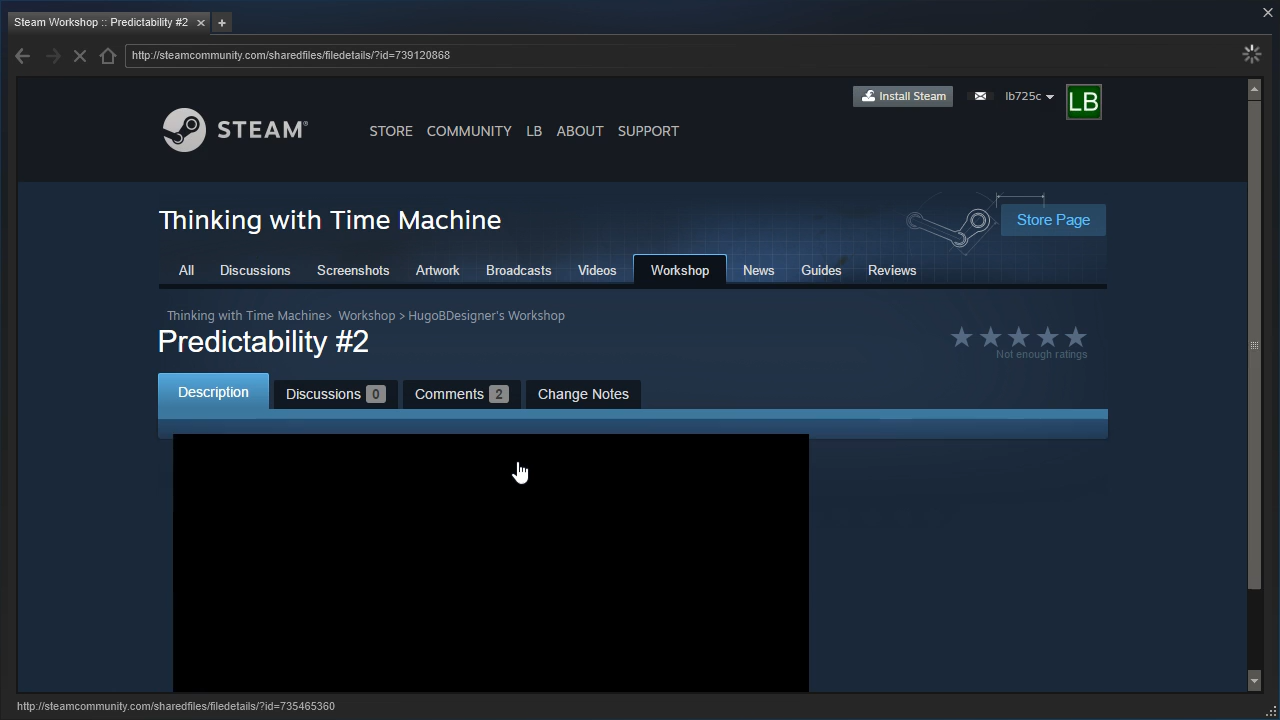 Steam Workshop :: Predictability #2
http://steamcommunity.com/sharedfiles/filedetails/?id=739120868
Install Steam
lb725c
LB
STEAM®
STORE COMMUNITY LB ABOUT SUPPORT
Thinking with Time Machine
Store Page
All Discussions Screenshots Artwork Broadcasts Videos Workshop News Guides Reviews
Thinking with Time Machine> Workshop > HugoBDesigner's Workshop
Predictability #2
Not enough ratings
Description Discussions 0 Comments 2 Change Notes
http://steamcommunity.com/sharedfiles/filedetails/?id=735465360